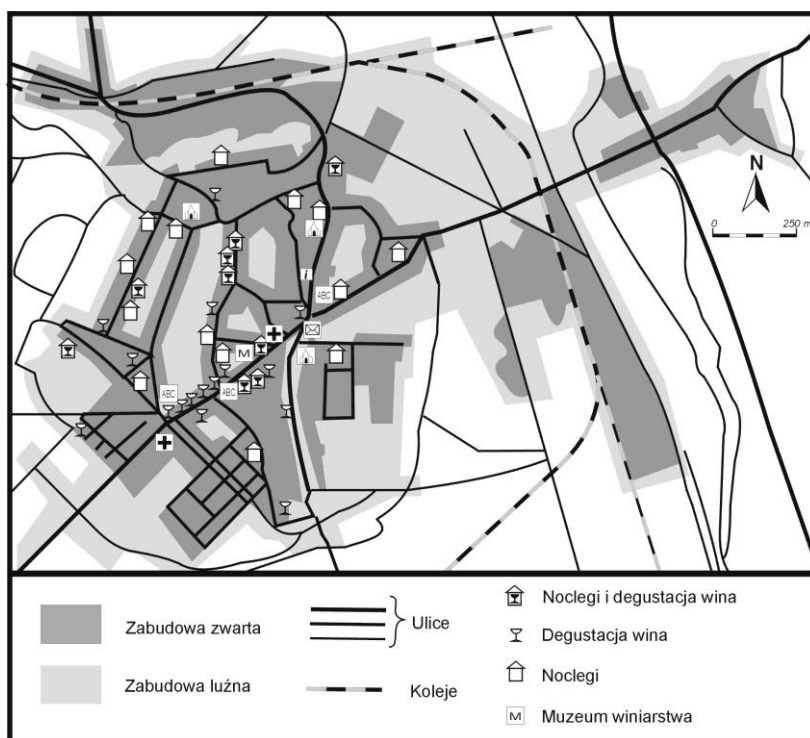 N
0 250 m
i
ABC
M
ABC
ABC
Zabudowa zwarta
Ulice
Noclegi i degustacja wina
Degustacja wina
Zabudowa luźna
Koleje
Noclegi
M Muzeum winiarstwa